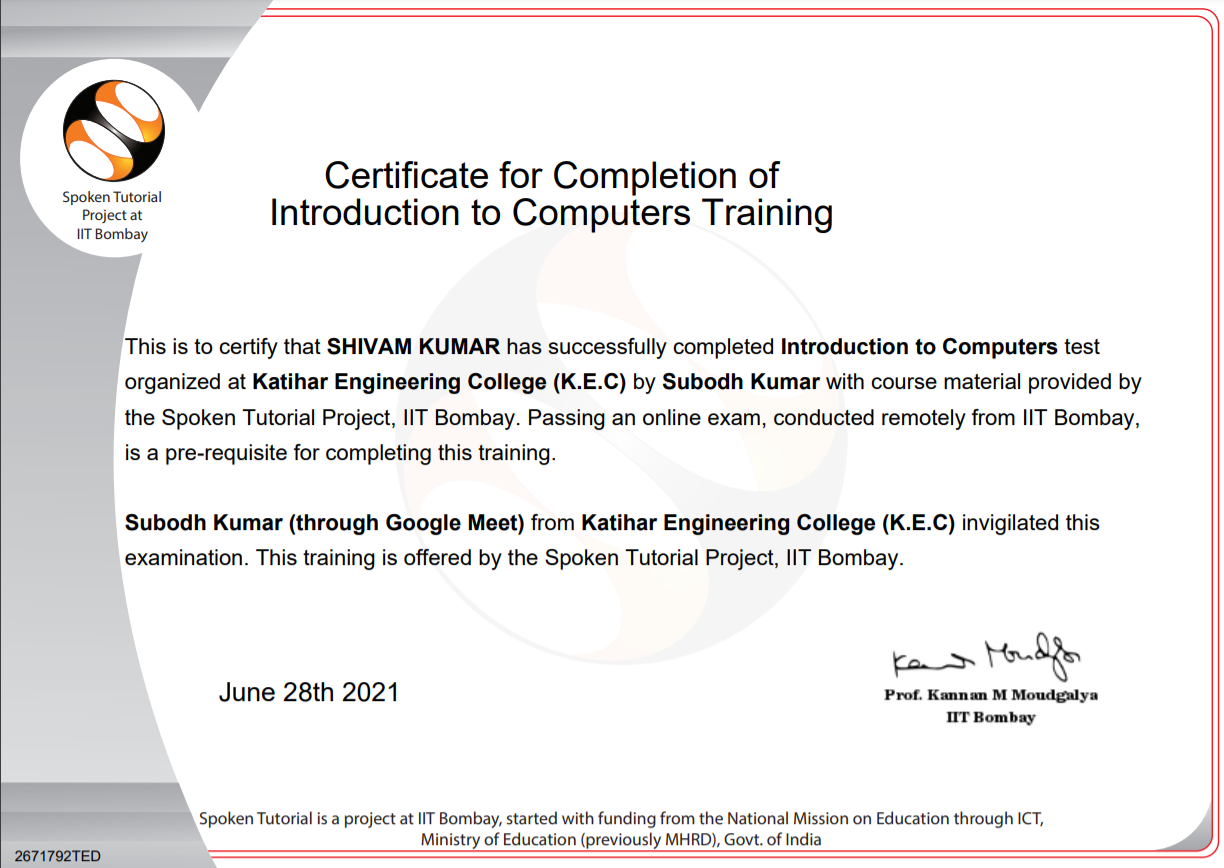 Spoken Tutorial
Project at
IIT Bombay
Certificate for Completion of
Introduction to Computers Training
This is to certify that SHIVAM KUMAR has successfully completed Introduction to Computers test
organized at Katihar Engineering College (K.E.C) by Subodh Kumar with course material provided by
the Spoken Tutorial Project, IIT Bombay. Passing an online exam, conducted remotely from IIT Bombay,
is a pre-requisite for completing this training.
Subodh Kumar (through Google Meet) from Katihar Engineering College (K.E.C) invigilated this
examination. This training is offered by the Spoken Tutorial Project, IIT Bombay.
June 28th 2021
Kannan Moudgalya
Prof. Kannan M Moudgalya
IIT Bombay
Spoken Tutorial is a project at IIT Bombay, started with funding from the National Mission on Education through ICT,
Ministry of Education (previously MHRD), Govt. of India
2671792TED